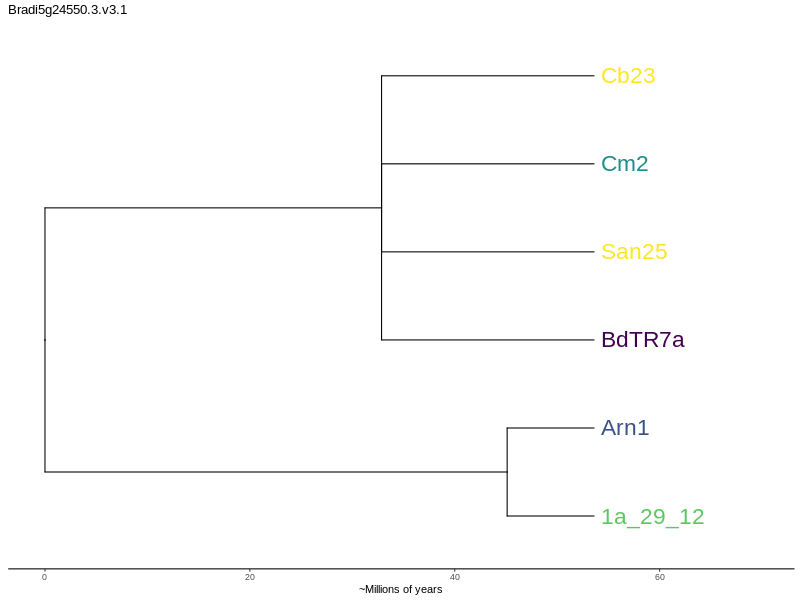 Bradi5g24550.3.v3.1
Cb23
Cm2
San25
BdTR7a
Arn1
1a_29_12
0 20 40 60
~Millions of years